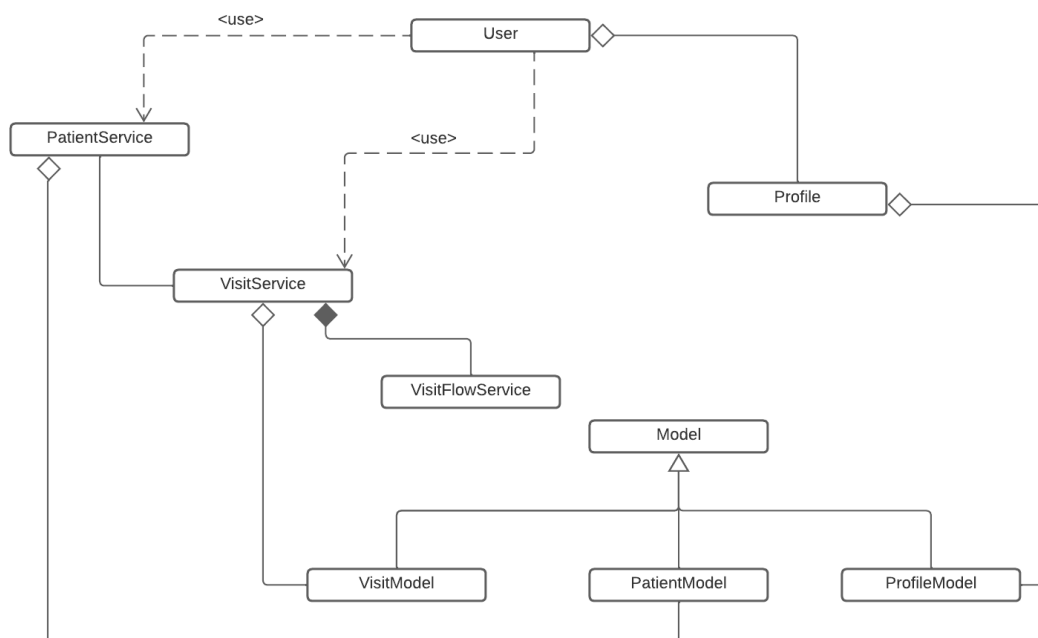 <use>
User
PatientService
<use>
Profile
VisitService
VisitFlowService
Model
VisitModel
PatientModel
ProfileModel